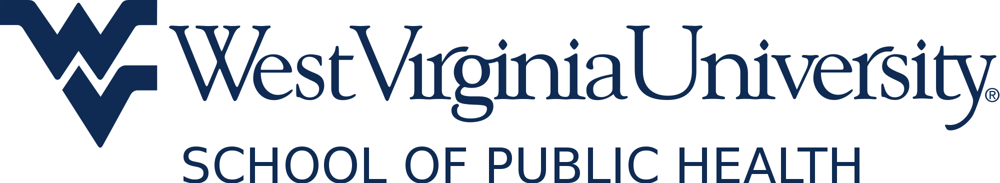 WestVirginiaUniversity®
SCHOOL OF PUBLIC HEALTH